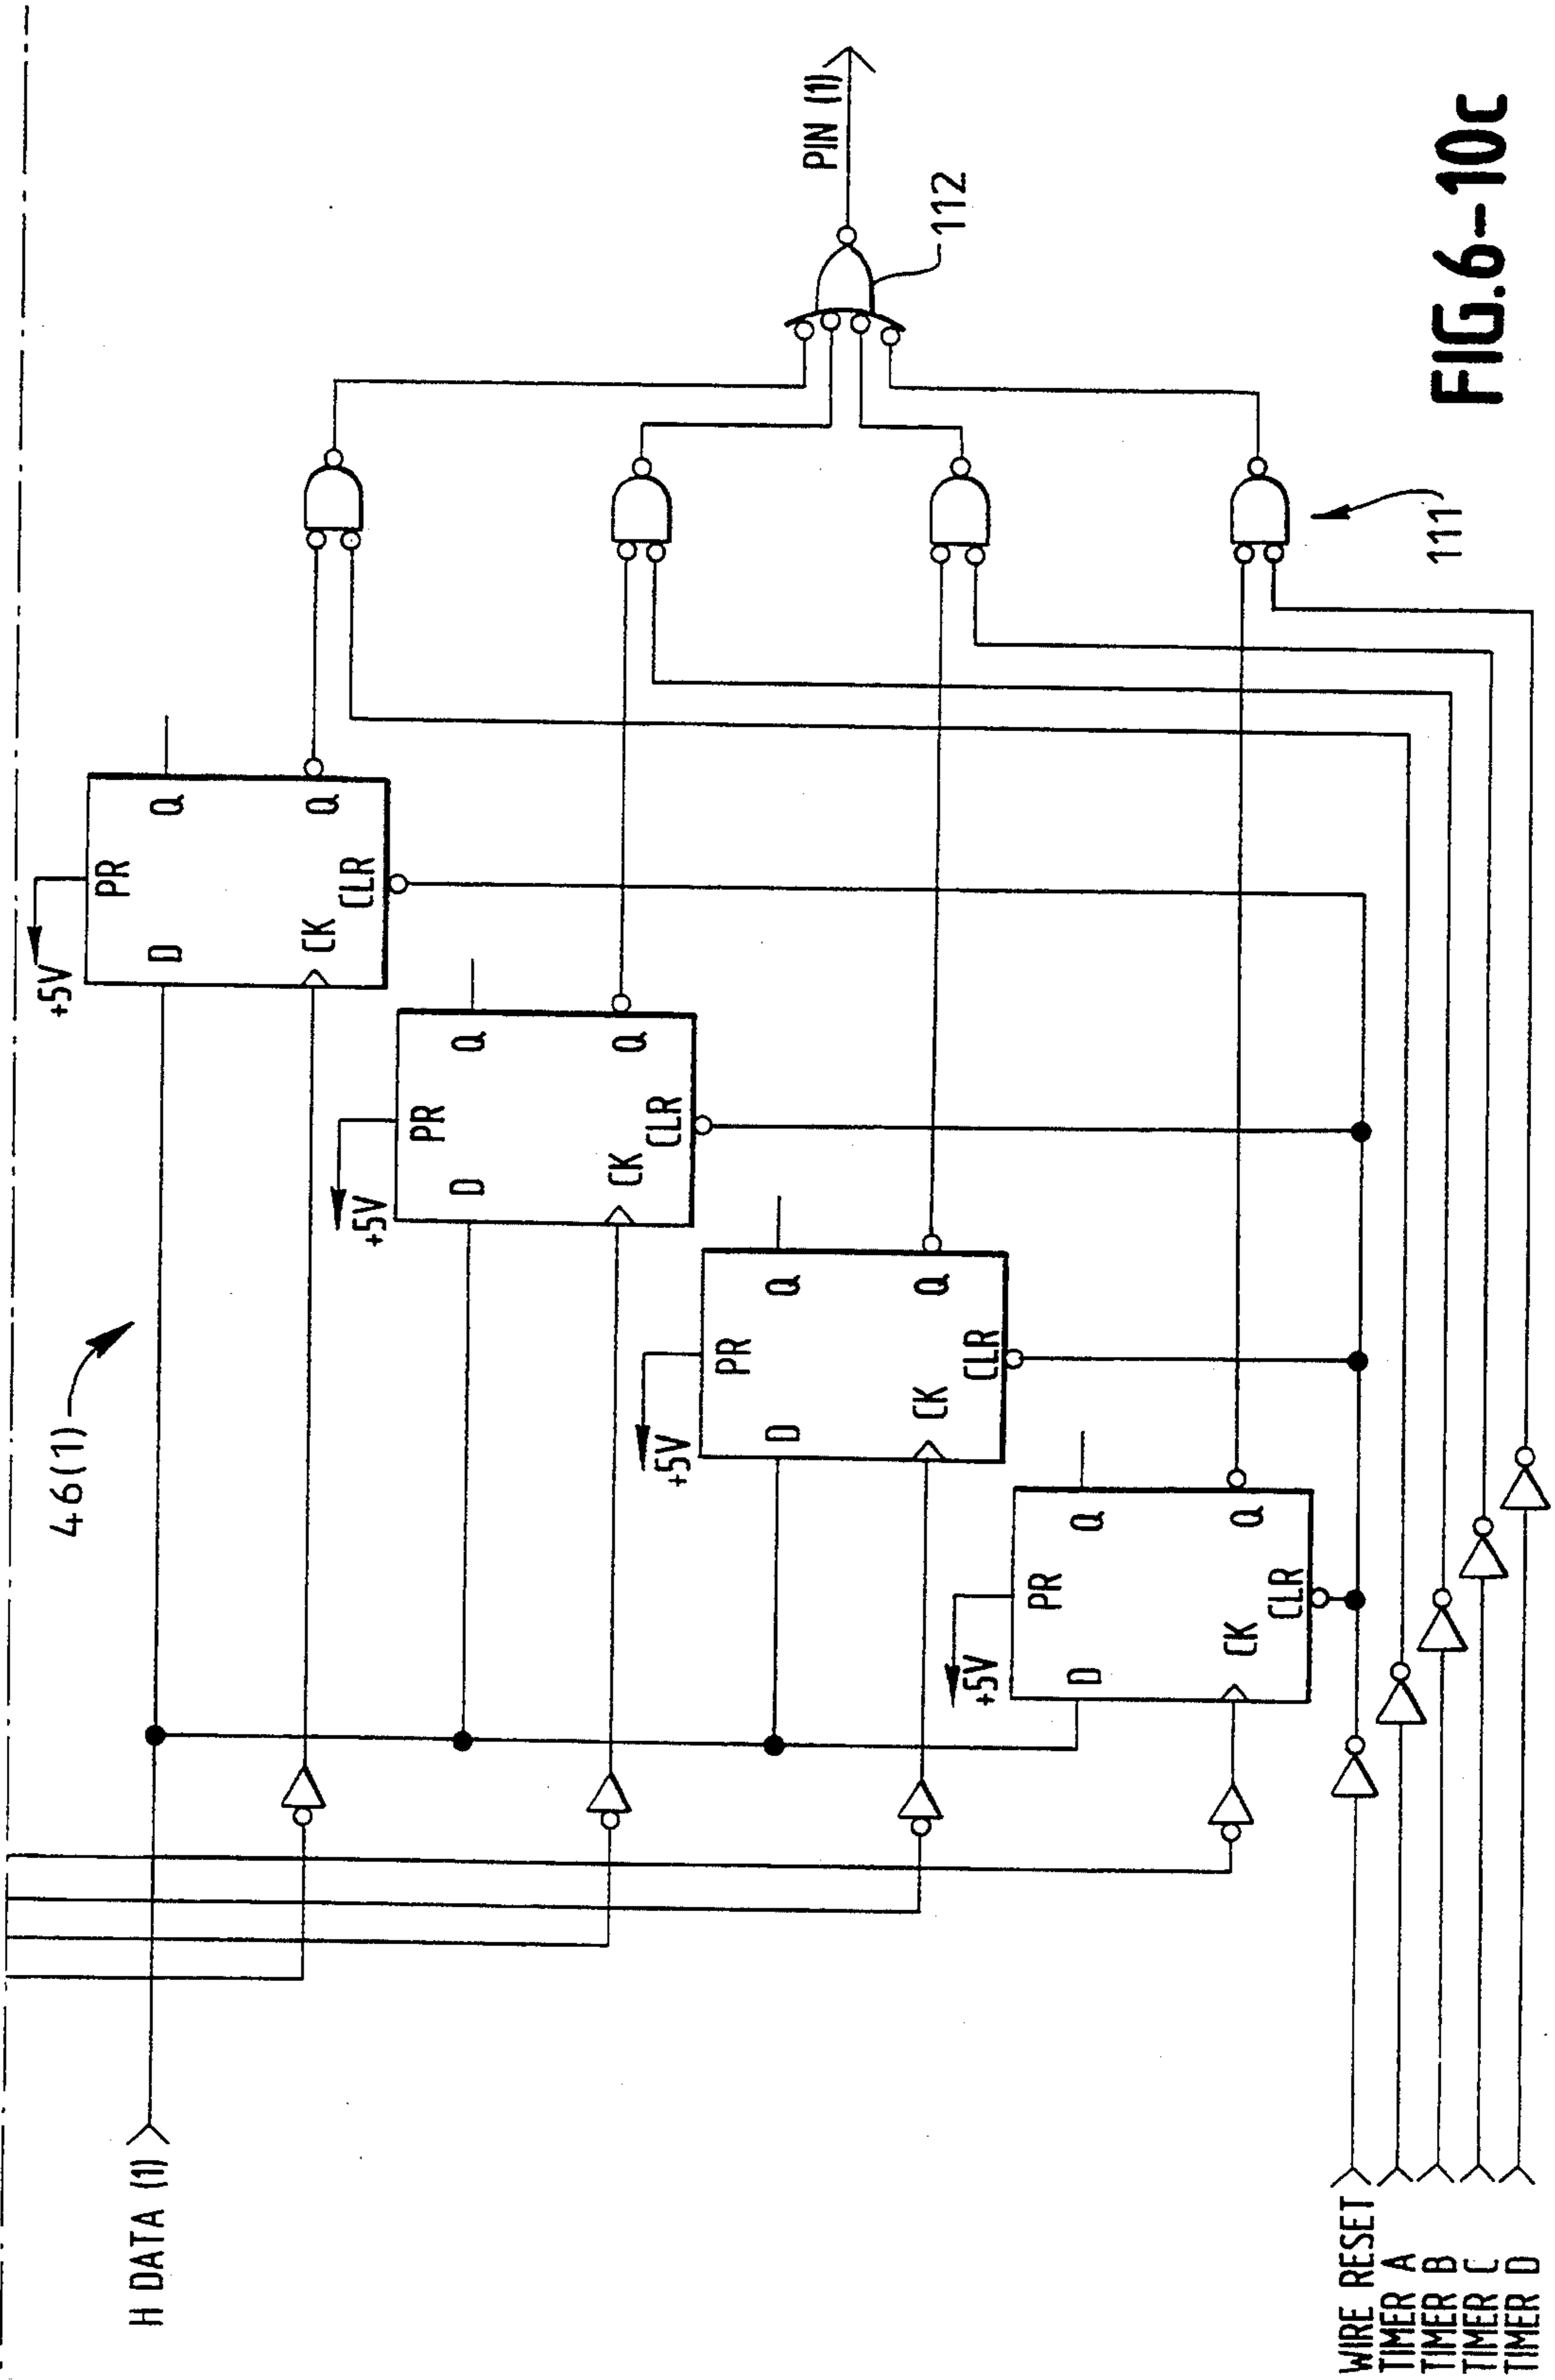 46(1)
+5V
PR
D
Q
CK
Q
CLR
+5V
PR
D
Q
CK
Q
CLR
+5V
PR
D
Q
CK
Q
CLR
+5V
PR
D
Q
CK
Q
CLR
H DATA (1)
PIN (1)
112
111
WIRE RESET
TIMER A
TIMER B
TIMER C
TIMER D
FIG.6-10c